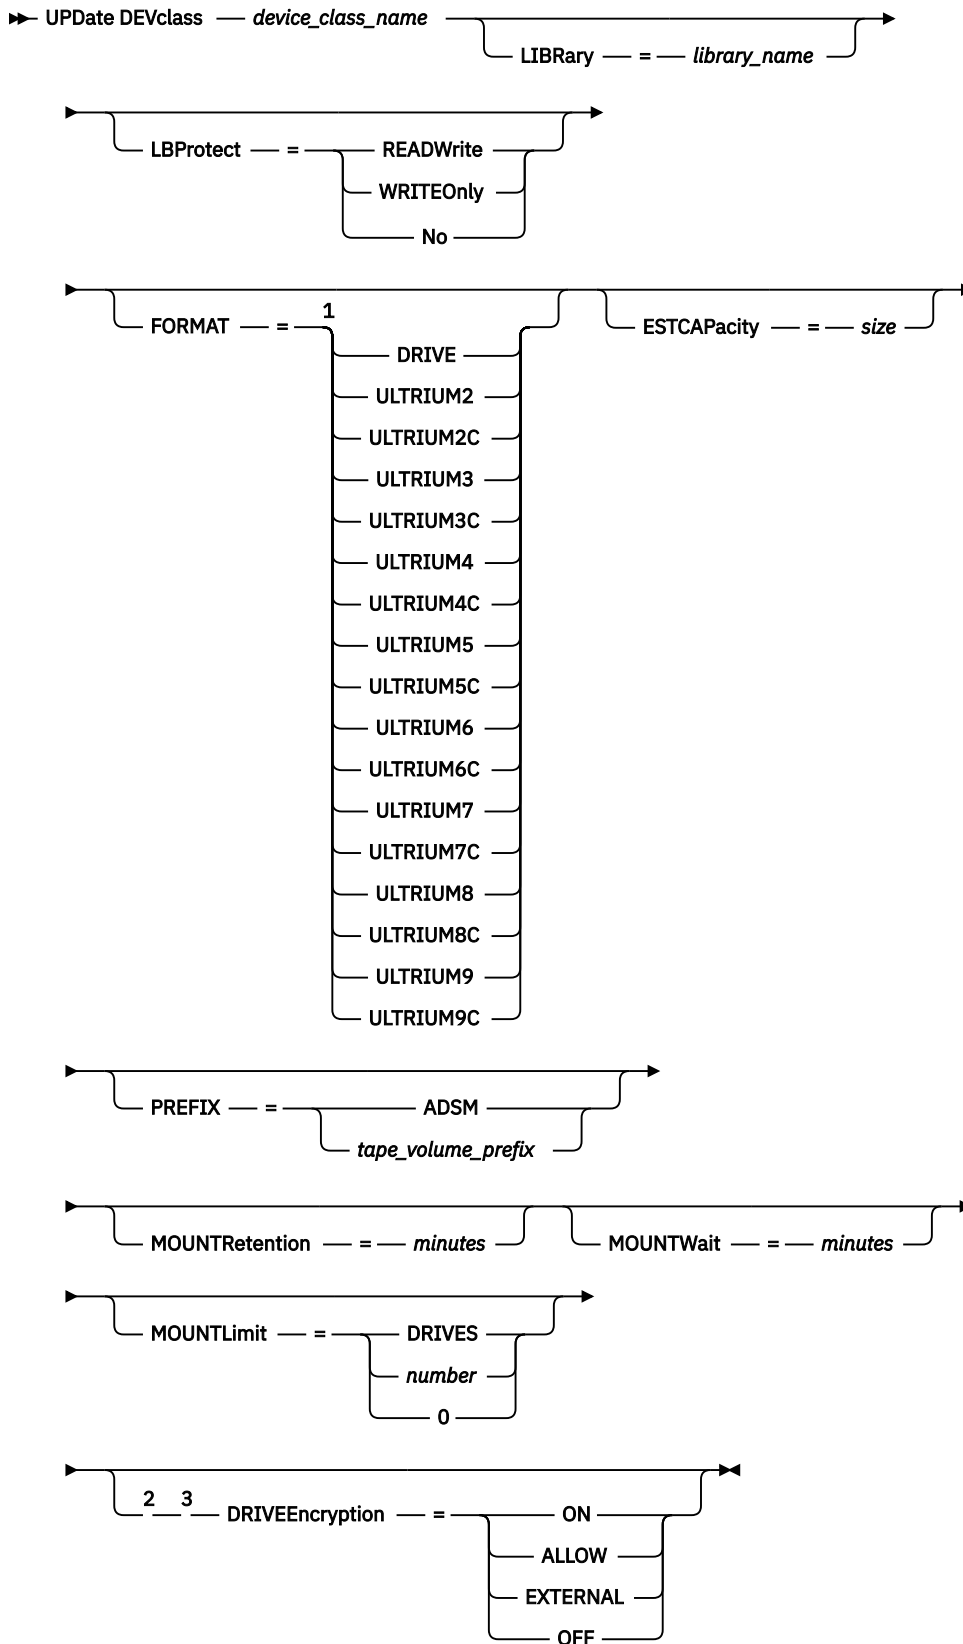 UPDate DEVclass device_class_name
LIBRary = library_name
LBProtect = READWrite
WRITEOnly
No
FORMAT = 1
DRIVE
ULTRIUM2
ULTRIUM2C
ULTRIUM3
ULTRIUM3C
ULTRIUM4
ULTRIUM4C
ULTRIUM5
ULTRIUM5C
ULTRIUM6
ULTRIUM6C
ULTRIUM7
ULTRIUM7C
ULTRIUM8
ULTRIUM8C
ULTRIUM9
ULTRIUM9C
ESTCAPacity = size
PREFIX = ADSM
tape_volume_prefix
MOUNTRetention = minutes
MOUNTWait = minutes
MOUNTLimit = DRIVES
number
0
2 3 DRIVEEncryption = ON
ALLOW
EXTERNAL
OFF